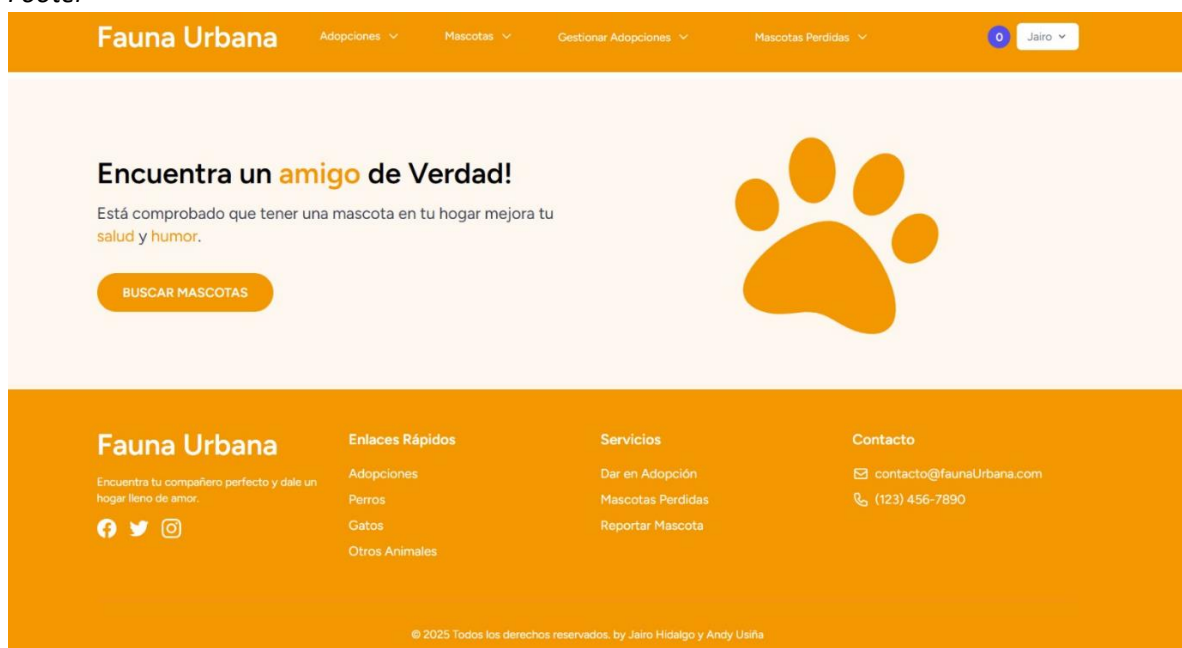 Footer
Fauna Urbana Adopciones Mascotas Gestionar Adopciones Mascotas Perdidas 0 Jairo
Encuentra un amigo de Verdad!
Está comprobado que tener una mascota en tu hogar mejora tu
salud y humor.
BUSCAR MASCOTAS
Fauna Urbana
Encuentra tu compañero perfecto y dale un
hogar lleno de amor.
Enlaces Rápidos
Adopciones
Perros
Gatos
Otros Animales
Servicios
Dar en Adopción
Mascotas Perdidas
Reportar Mascota
Contacto
contacto@faunaUrbana.com
(123) 456-7890
© 2025 Todos los derechos reservados. by Jairo Hidalgo y Andy Usiña